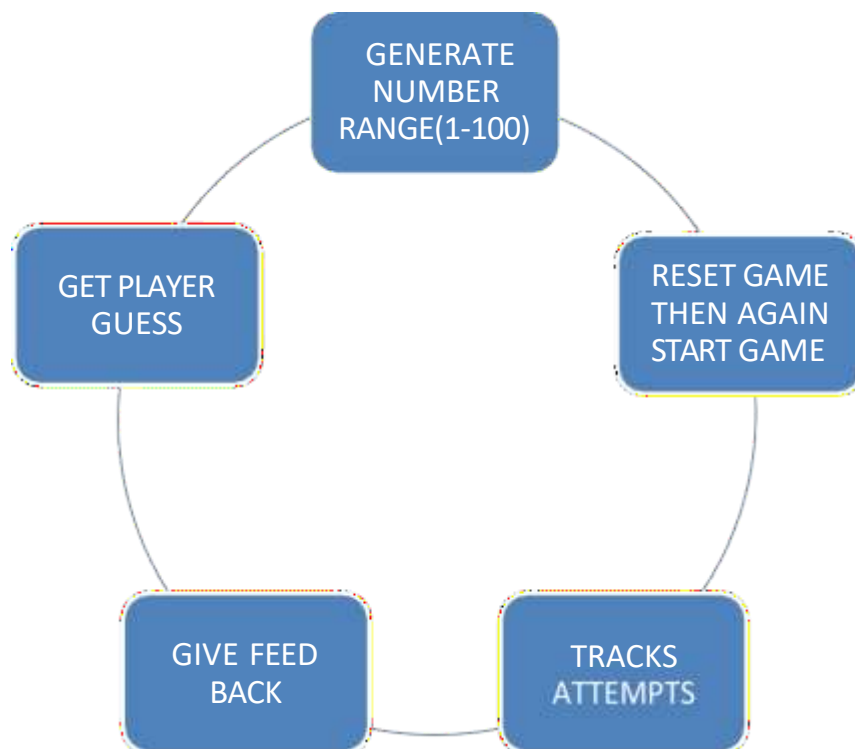 GENERATE
NUMBER
RANGE(1-100)
RESET GAME
THEN AGAIN
START GAME
TRACKS
ATTEMPTS
GIVE FEED
BACK
GET PLAYER
GUESS